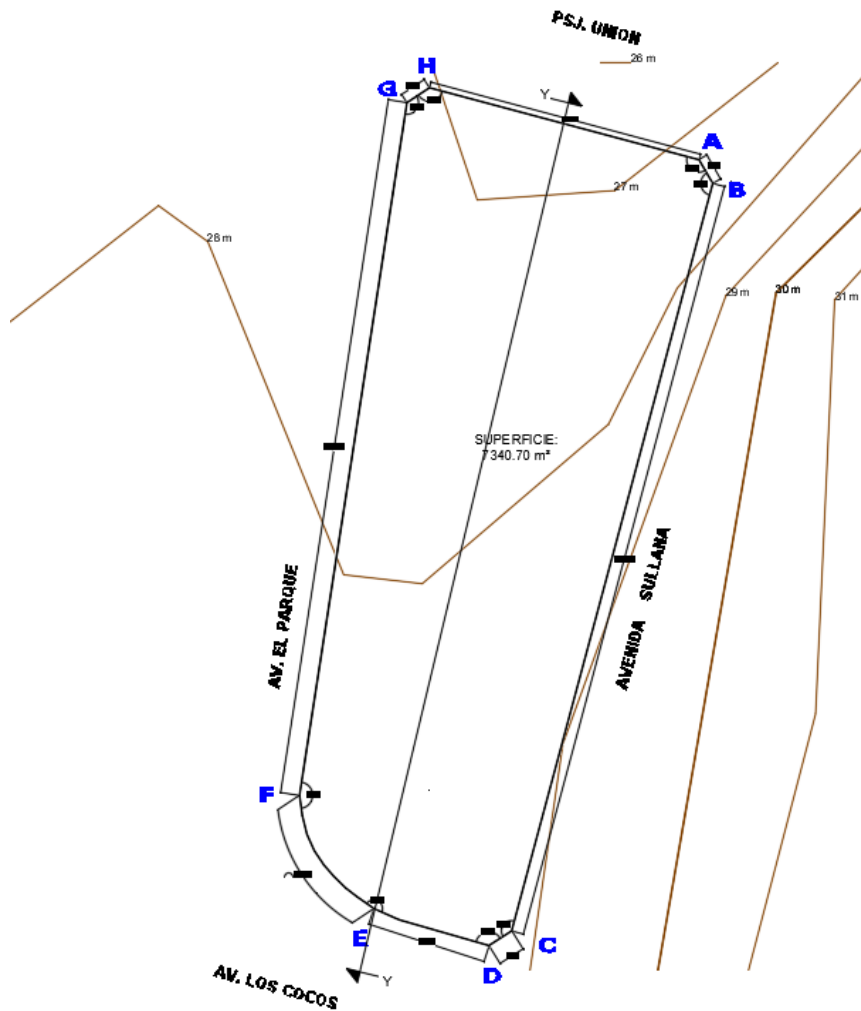 PSJ. UNION
26 m
H
G
Y
A
B
27 m
28 m
29 m
30 m
31 m
SUPERFICIE:
7340.70 m²
AV. EL PARQUE
AVENIDA SULLANA
F
E
C
D
Y
AV. LOS COCOS